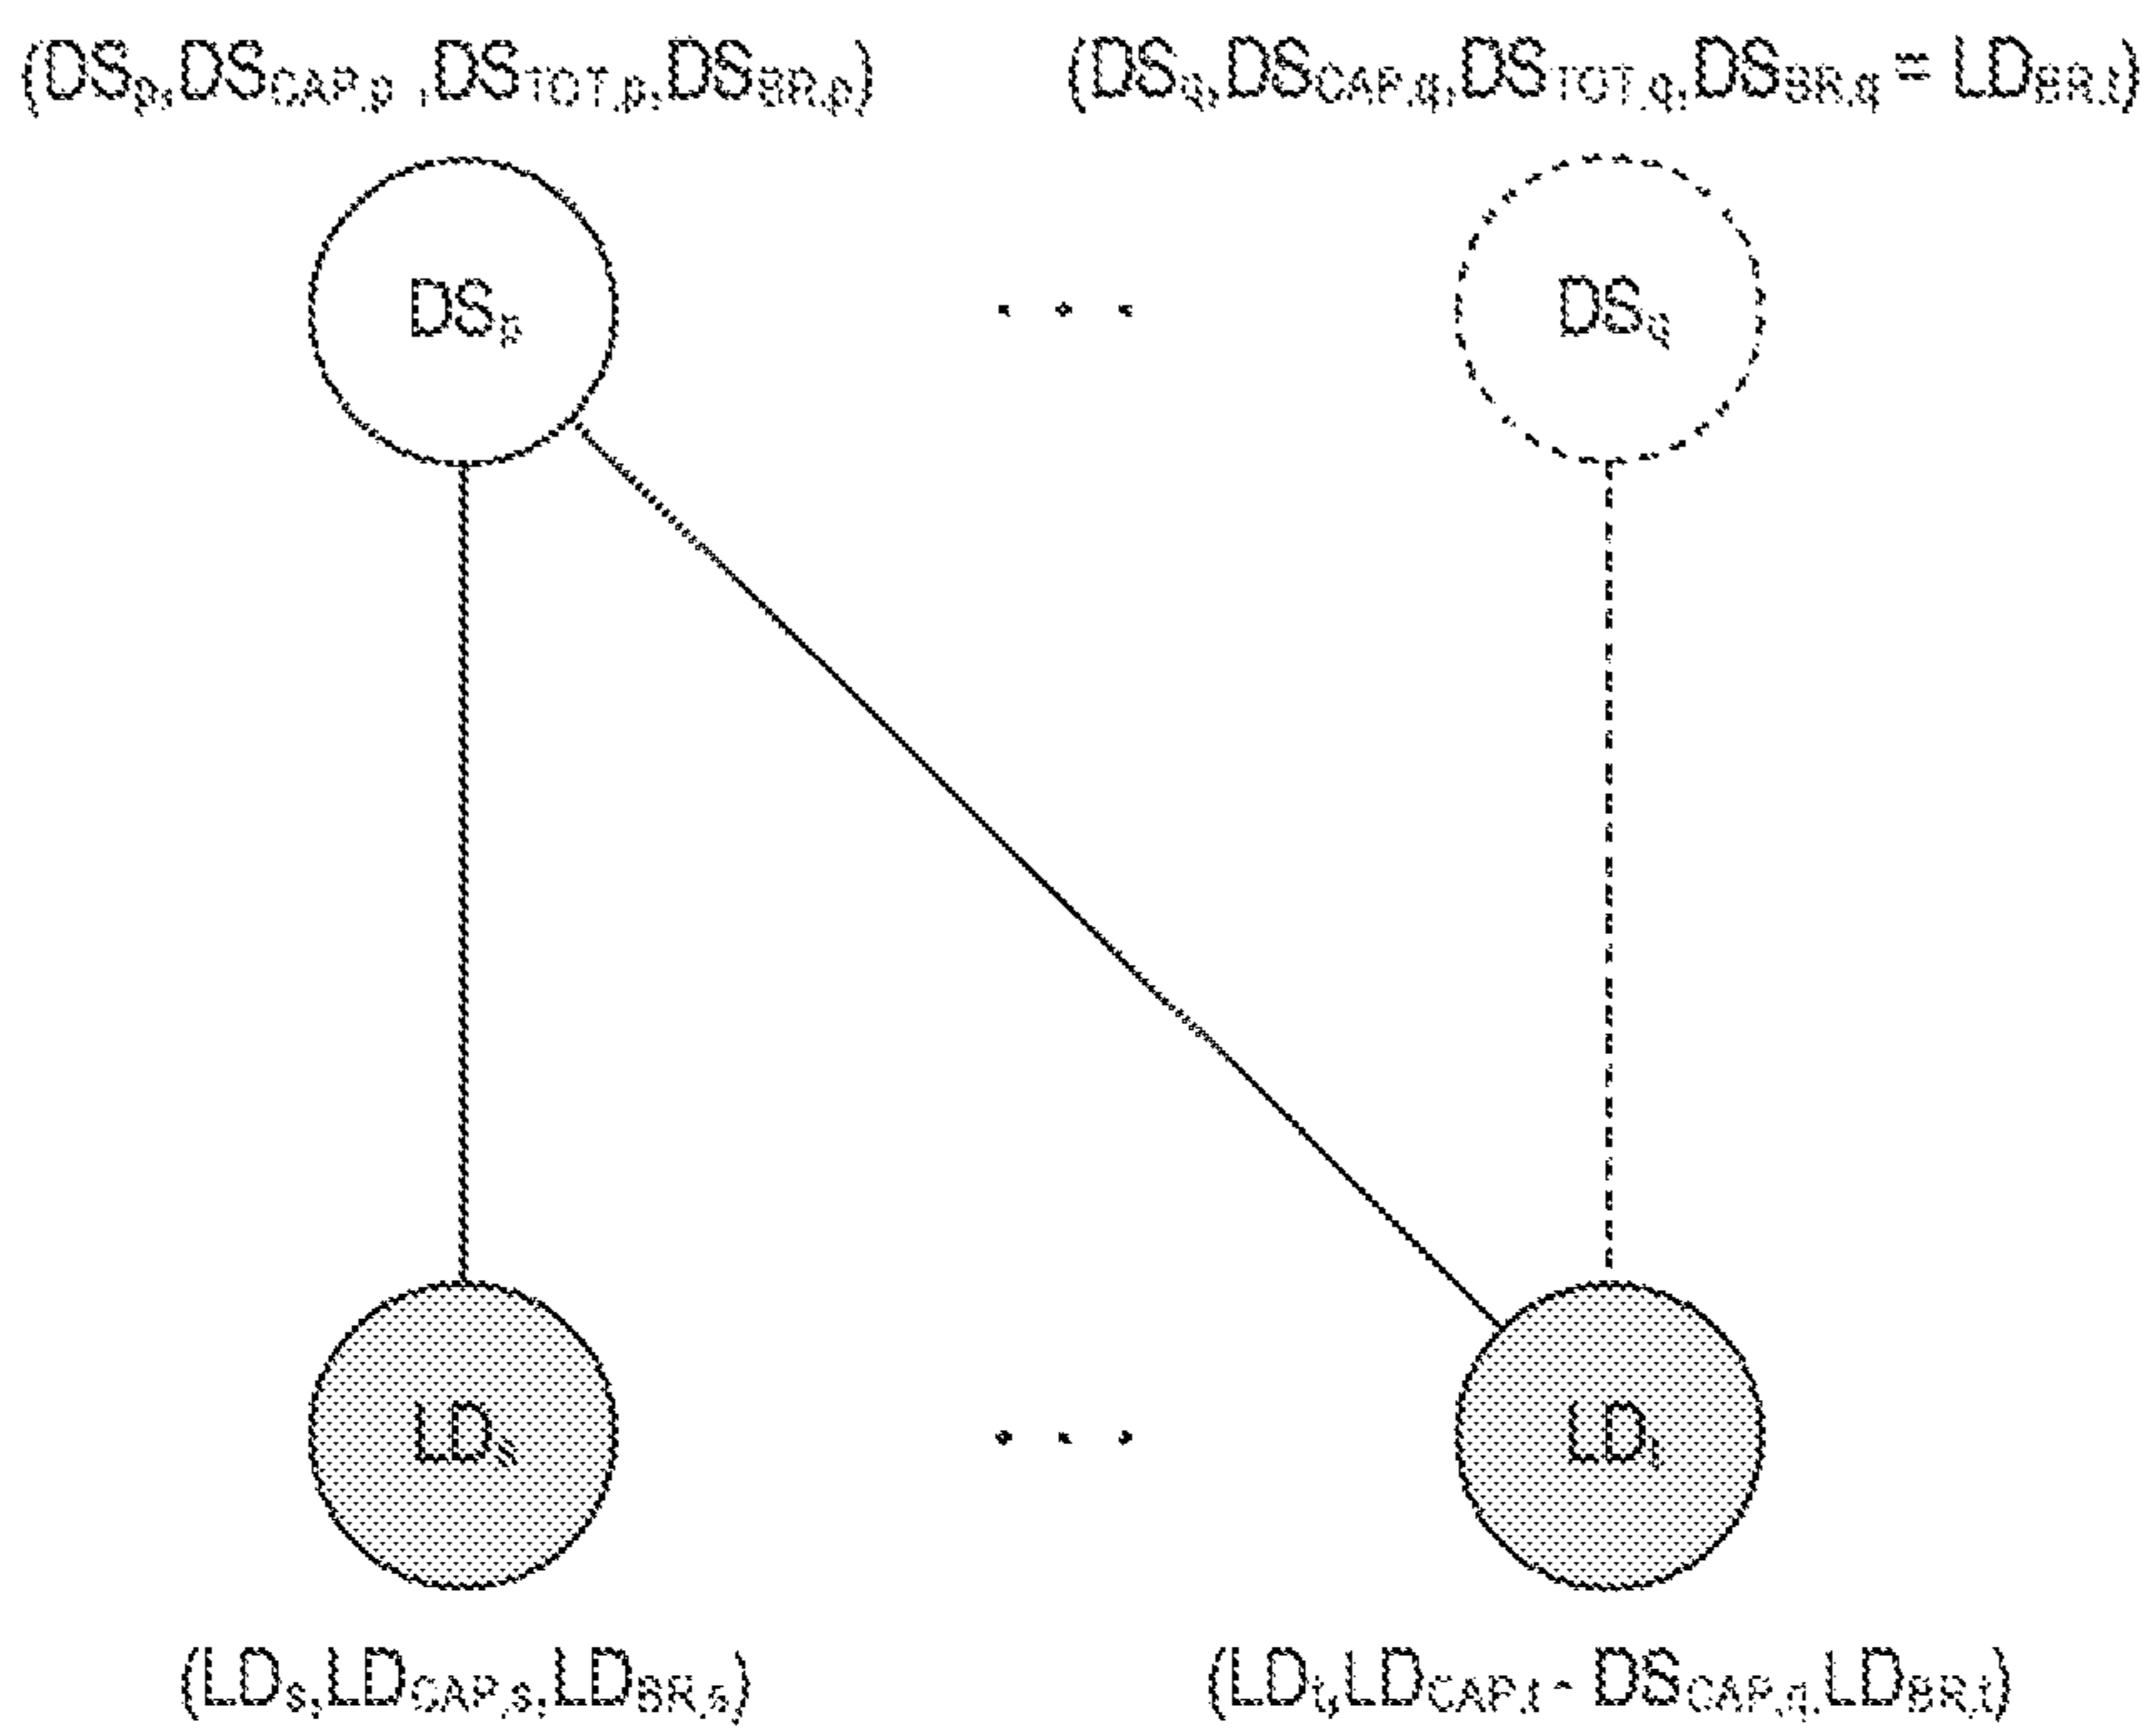 (DSp,DSCAP,p ,DSTOT,p,DSBR,p)
(DSq,DSCAP,q,DSTOT,q,DSBR,q = LDBR,t)
DSp
. . .
DSq
LDs
. . .
LDt
(LDs,LDCAP,s,LDBR,s)
(LDt,LDCAP,t - DSCAP,q,LDBR,t)